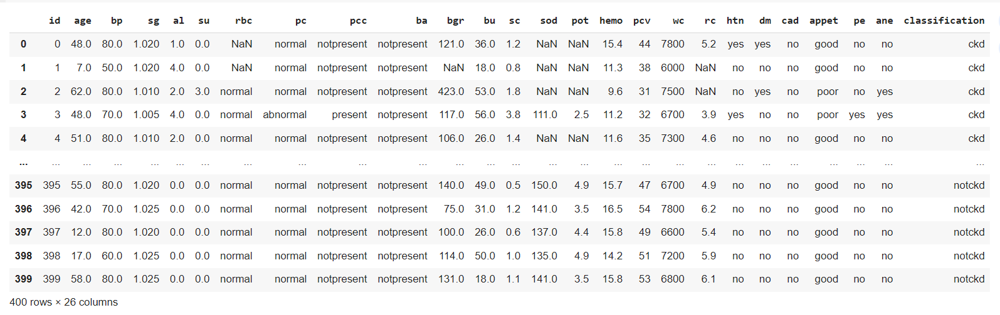 id age bp sg al su rbc pc pcc ba bgr bu sc sod pot hemo pcv wc rc htn dm cad appet pe ane classification
0 0 48.0 80.0 1.020 1.0 0.0 NaN normal notpresent notpresent 121.0 36.0 1.2 NaN NaN 15.4 44 7800 5.2 yes yes no good no no ckd
1 1 7.0 50.0 1.020 4.0 0.0 NaN normal notpresent notpresent NaN 18.0 0.8 NaN NaN 11.3 38 6000 NaN no no no good no no ckd
2 2 62.0 80.0 1.010 2.0 3.0 normal normal notpresent notpresent 423.0 53.0 1.8 NaN NaN 9.6 31 7500 NaN no yes no poor no yes ckd
3 3 48.0 70.0 1.005 4.0 0.0 normal abnormal present notpresent 117.0 56.0 3.8 111.0 2.5 11.2 32 6700 3.9 yes no no poor yes yes ckd
4 4 51.0 80.0 1.010 2.0 0.0 normal normal notpresent notpresent 106.0 26.0 1.4 NaN NaN 11.6 35 7300 4.6 no no no good no no ckd
... ... ... ... ... ... ... ... ... ... ... ... ... ... ... ... ... ... ... ... ... ... ... ... ... ... ...
395 395 55.0 80.0 1.020 0.0 0.0 normal normal notpresent notpresent 140.0 49.0 0.5 150.0 4.9 15.7 47 6700 4.9 no no no good no no notckd
396 396 42.0 70.0 1.025 0.0 0.0 normal normal notpresent notpresent 75.0 31.0 1.2 141.0 3.5 16.5 54 7800 6.2 no no no good no no notckd
397 397 12.0 80.0 1.020 0.0 0.0 normal normal notpresent notpresent 100.0 26.0 0.6 137.0 4.4 15.8 49 6600 5.4 no no no good no no notckd
398 398 17.0 60.0 1.025 0.0 0.0 normal normal notpresent notpresent 114.0 50.0 1.0 135.0 4.9 14.2 51 7200 5.9 no no no good no no notckd
399 399 58.0 80.0 1.025 0.0 0.0 normal normal notpresent notpresent 131.0 18.0 1.1 141.0 3.5 15.8 53 6800 6.1 no no no good no no notckd
400 rows × 26 columns